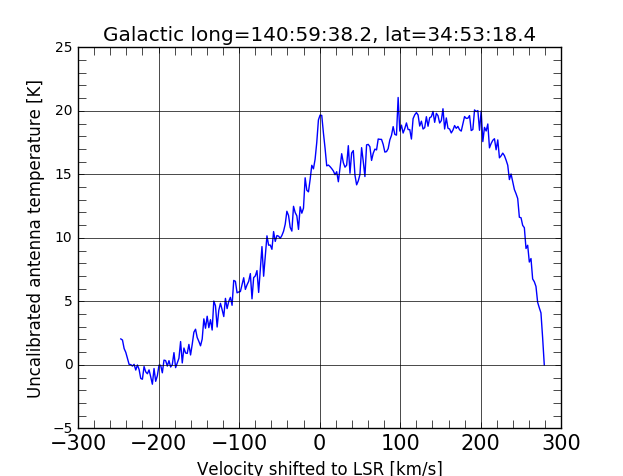 Galactic long=140:59:38.2, lat=34:53:18.4
Uncalibrated antenna temperature [K]
25
20
15
10
5
0
−5
−300 −200 −100 0 100 200 300
Velocity shifted to LSR [km/s]